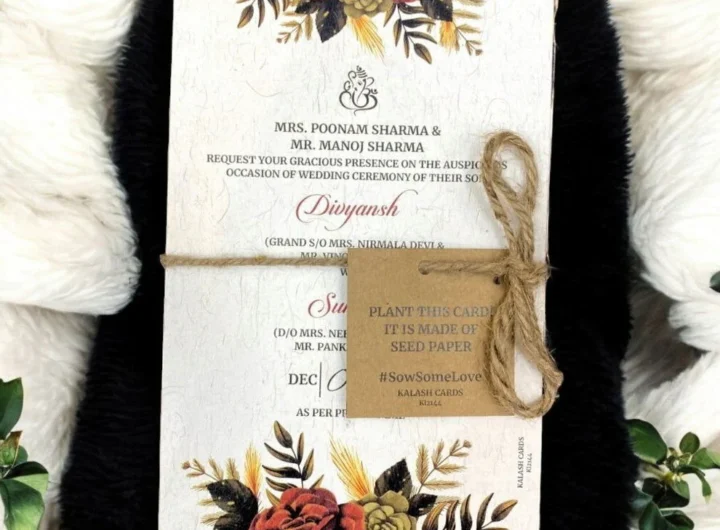 MRS. POONAM SHARMA &
MR. MANOJ SHARMA
REQUEST YOUR GRACIOUS PRESENCE ON THE
OCCASION OF WEDDING CEREMONY OF THEIR
Divyansh
(GRAND S/O MRS. NIRMALA DEVI &
MR.
(D/O MRS.
MR.
DEC
AS PER
PLANT THIS CARD
IT IS MADE OF
SEED PAPER
#SowSomeLove
KALASH CARDS
KI2144
KALASH CARDS
KI2144